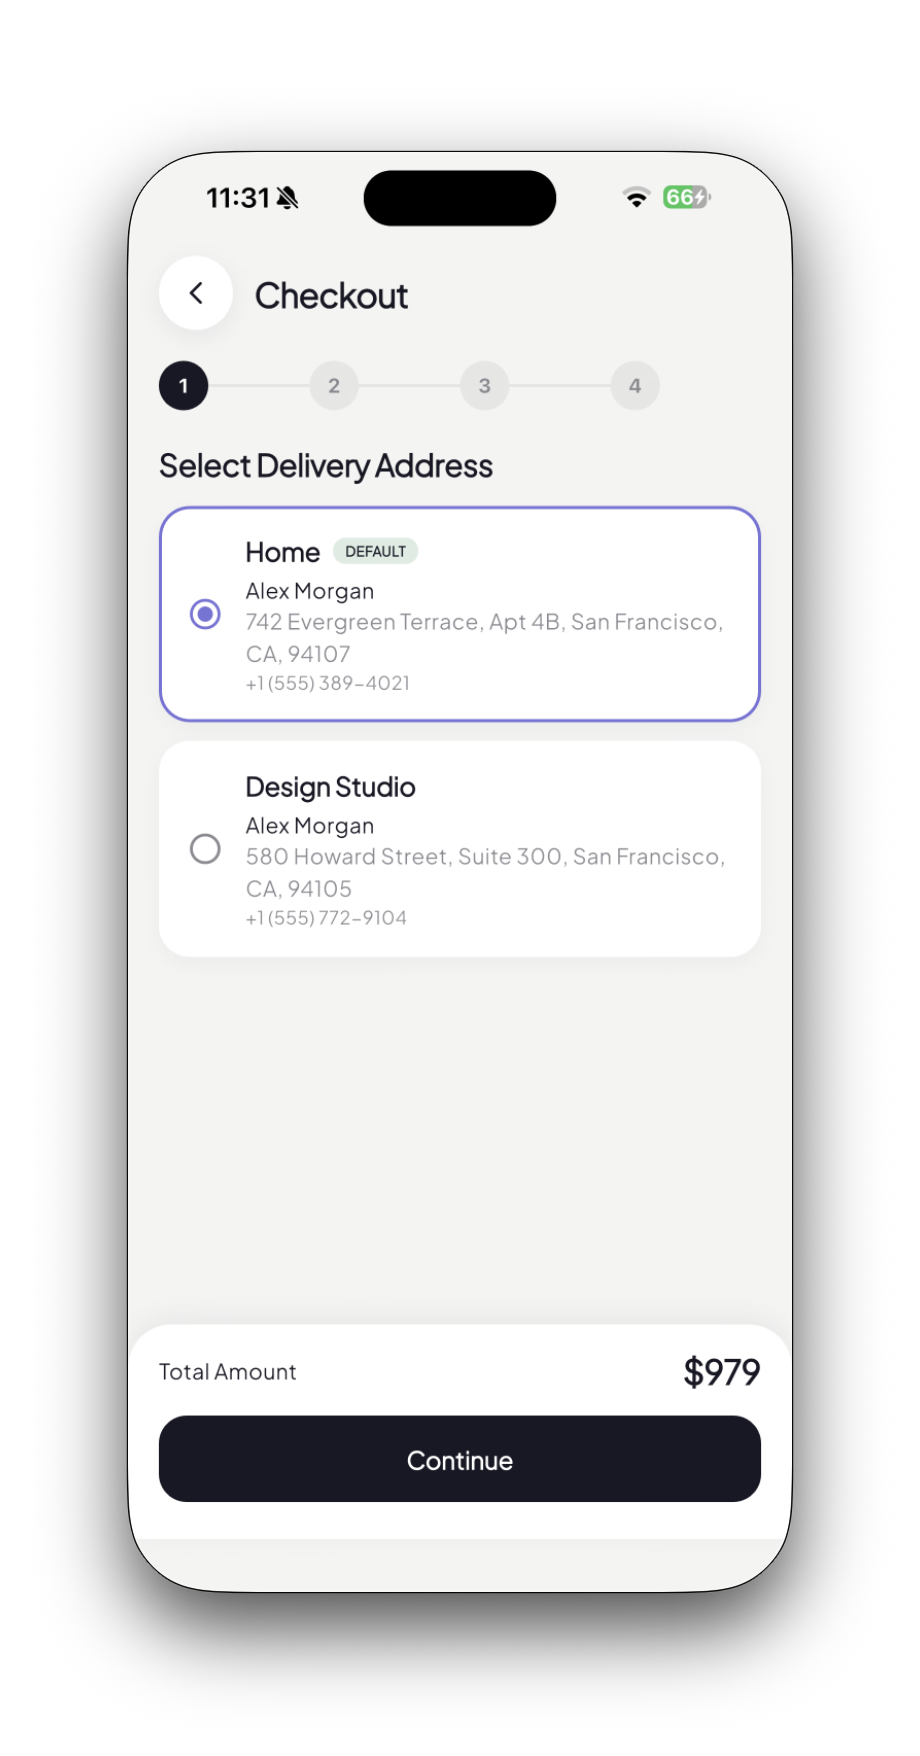 11:31
66
Checkout
1 2 3 4
Select Delivery Address
Home DEFAULT
Alex Morgan
742 Evergreen Terrace, Apt 4B, San Francisco,
CA, 94107
+1 (555) 389-4021
Design Studio
Alex Morgan
580 Howard Street, Suite 300, San Francisco,
CA, 94105
+1 (555) 772-9104
Total Amount $979
Continue